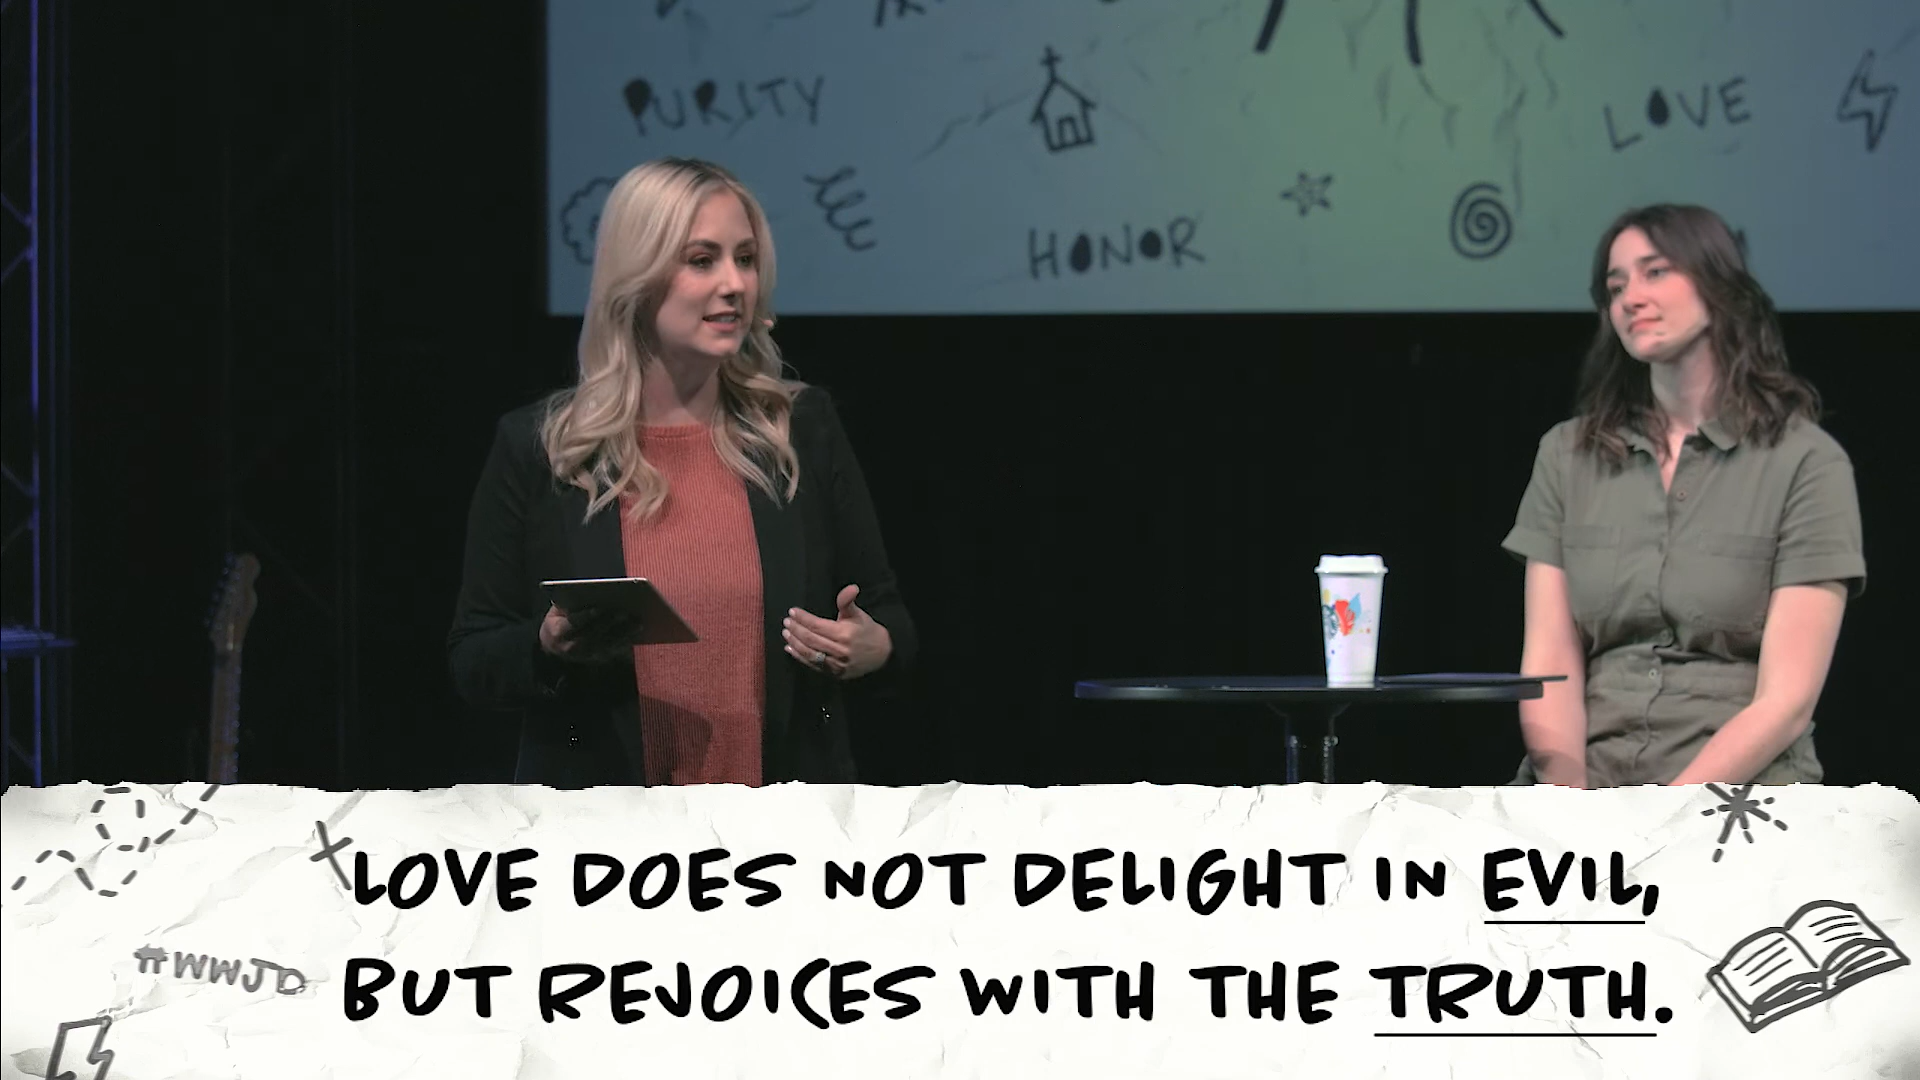 PURITY
LOVE
HONOR
LOVE DOES NOT DELIGHT IN EVIL,
#WWJD
BUT REJOICES WITH THE TRUTH.